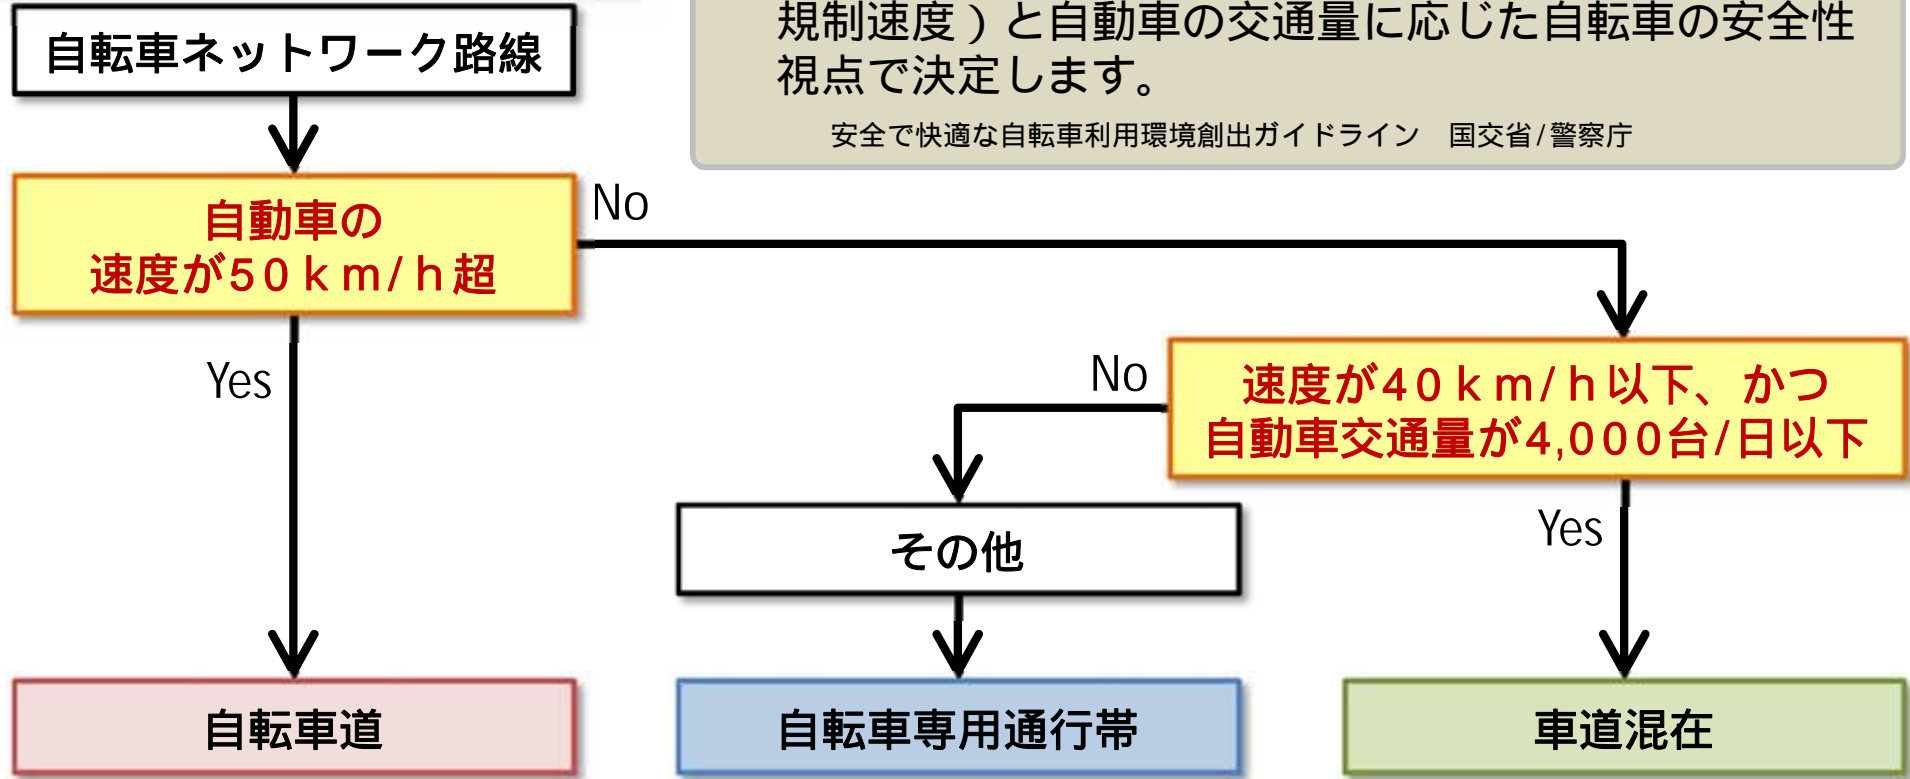 自転車ネットワーク路線
規制速度）と自動車の交通量に応じた自転車の安全性
視点で決定します。
安全で快適な自転車利用環境創出ガイドライン　国交省/警察庁
自動車の
速度が50km/h超
No
Yes
No
速度が40km/h以下、かつ
自動車交通量が4,000台/日以下
その他
Yes
自転車道
自転車専用通行帯
車道混在